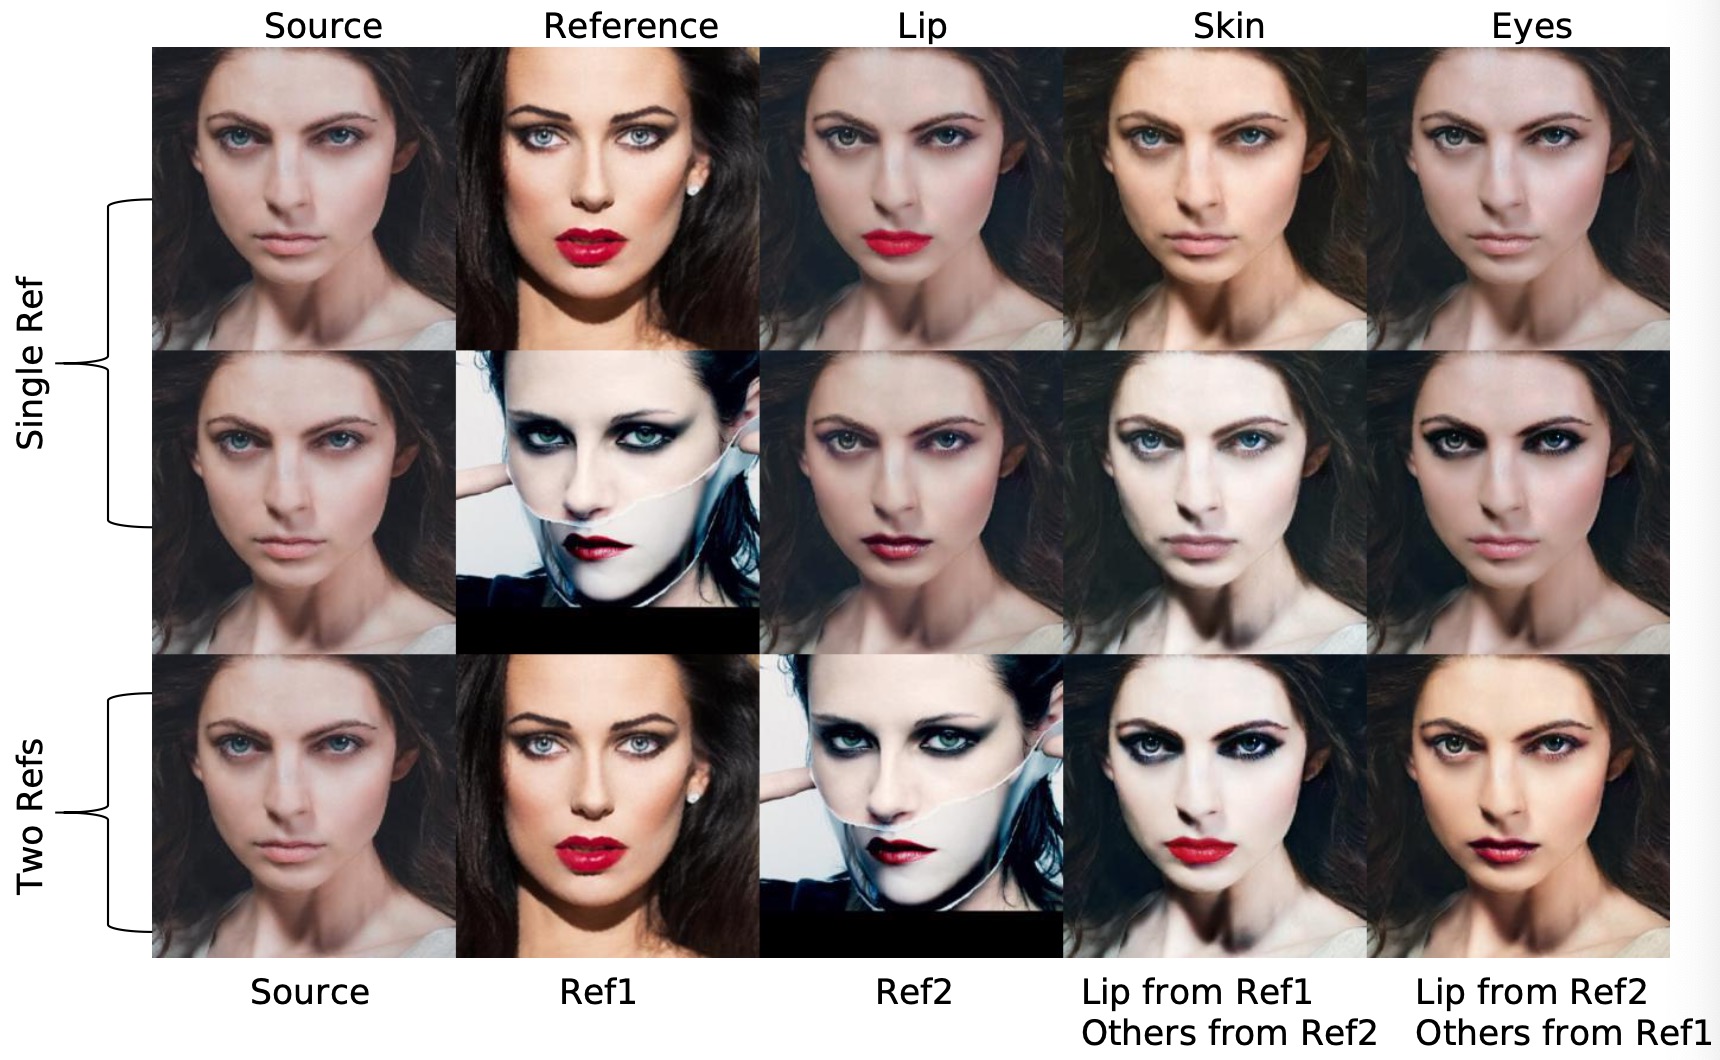 Source
Reference
Lip
Skin
Eyes
Single Ref
Two Refs
Source
Ref1
Ref2
Lip from Ref1
Others from Ref2
Lip from Ref2
Others from Ref1